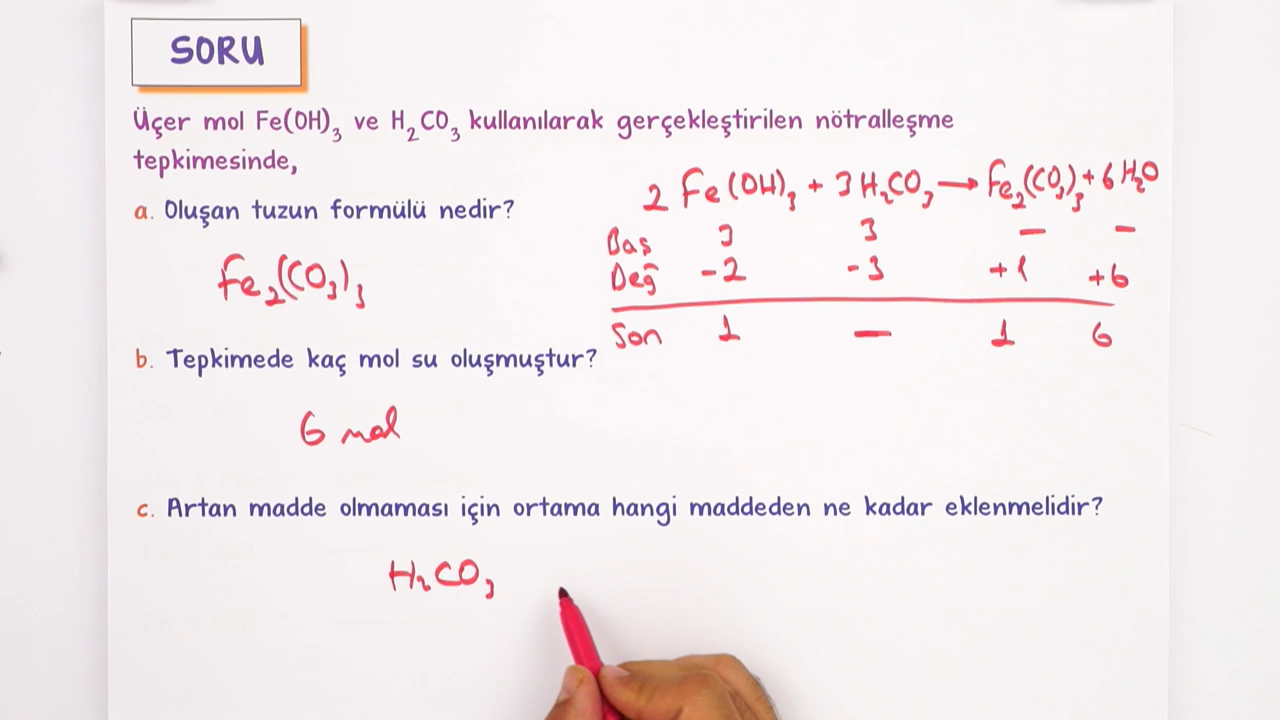 SORU
Üçer mol Fe(OH)₃ ve H₂CO₃ kullanılarak gerçekleştirilen nötralleşme
tepkimesinde,
2 Fe(OH)₃ + 3 H₂CO₃ → Fe₂(CO₃)₃ + 6 H₂O
Baş 3 3 — —
Değ -2 -3 +1 +6
Son 1 — 1 6
a. Oluşan tuzun formülü nedir?
Fe₂(CO₃)₃
b. Tepkimede kaç mol su oluşmuştur?
6 mol
c. Artan madde olmaması için ortama hangi maddeden ne kadar eklenmelidir?
H₂CO₃